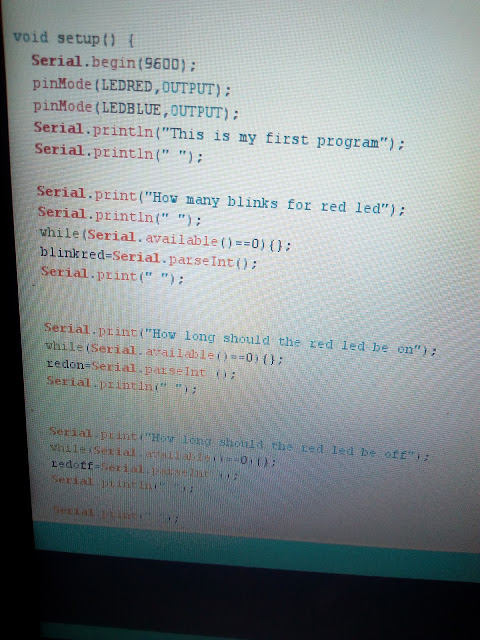 void setup() {
Serial.begin(9600);
pinMode(LEDRED,OUTPUT);
pinMode(LEDBLUE,OUTPUT);
Serial.println("This is my first program");
Serial.println(" ");
Serial.print("How many blinks for red led");
Serial.println(" ");
while(Serial.available()==0){};
blinkred=Serial.parseInt();
Serial.print(" ");
Serial.print("How long should the red led be on");
while(Serial.available()==0){};
redon=Serial.parseInt ();
Serial.println(" ");
Serial.print("How long should the red led be off");
while(Serial.available()==0){};
redoff=Serial.parseInt ();
Serial.println(" ");
Serial.print(" ");